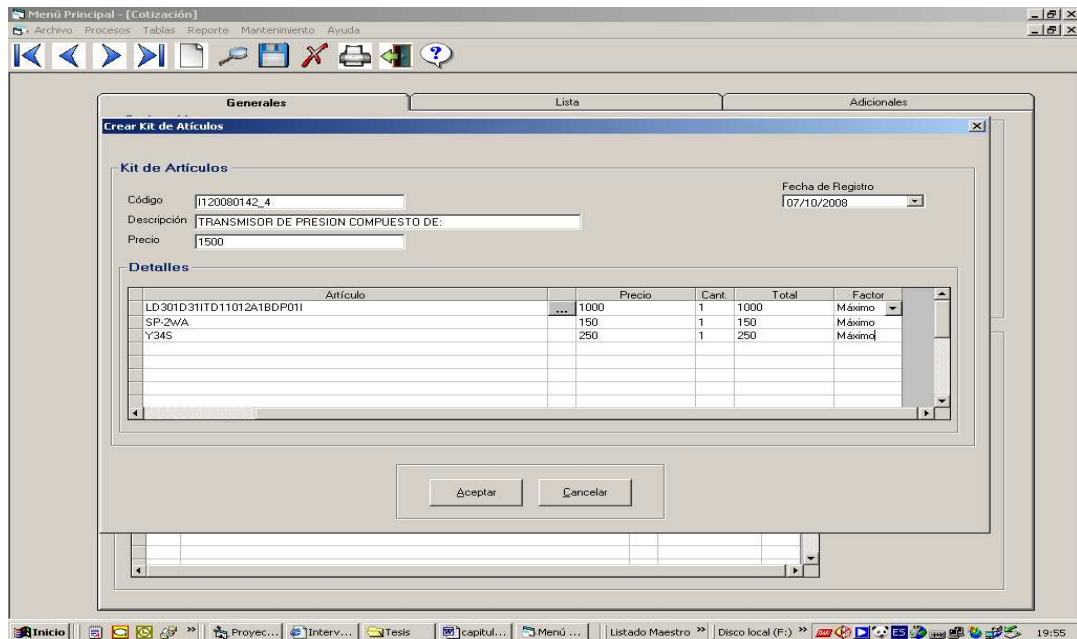 Menú Principal - [Cotización]
Archivo Procesos Tablas Reporte Mantenimiento Ayuda
Generales Lista Adicionales
Crear Kit de Atículos
Kit de Artículos
Fecha de Registro
Código I120080142_4 07/10/2008
Descripción TRANSMISOR DE PRESION COMPUESTO DE:
Precio 1500
Detalles
Artículo Precio Cant. Total Factor
LD301D31ITD11012A1BDP01I ... 1000 1 1000 Máximo
SP-2WA 150 1 150 Máximo
Y34S 250 1 250 Máximo
Aceptar Cancelar
Inicio » Proyec... Interv... Tesis capitul... Menú ... Listado Maestro » Disco local (F:) » ES 19:55